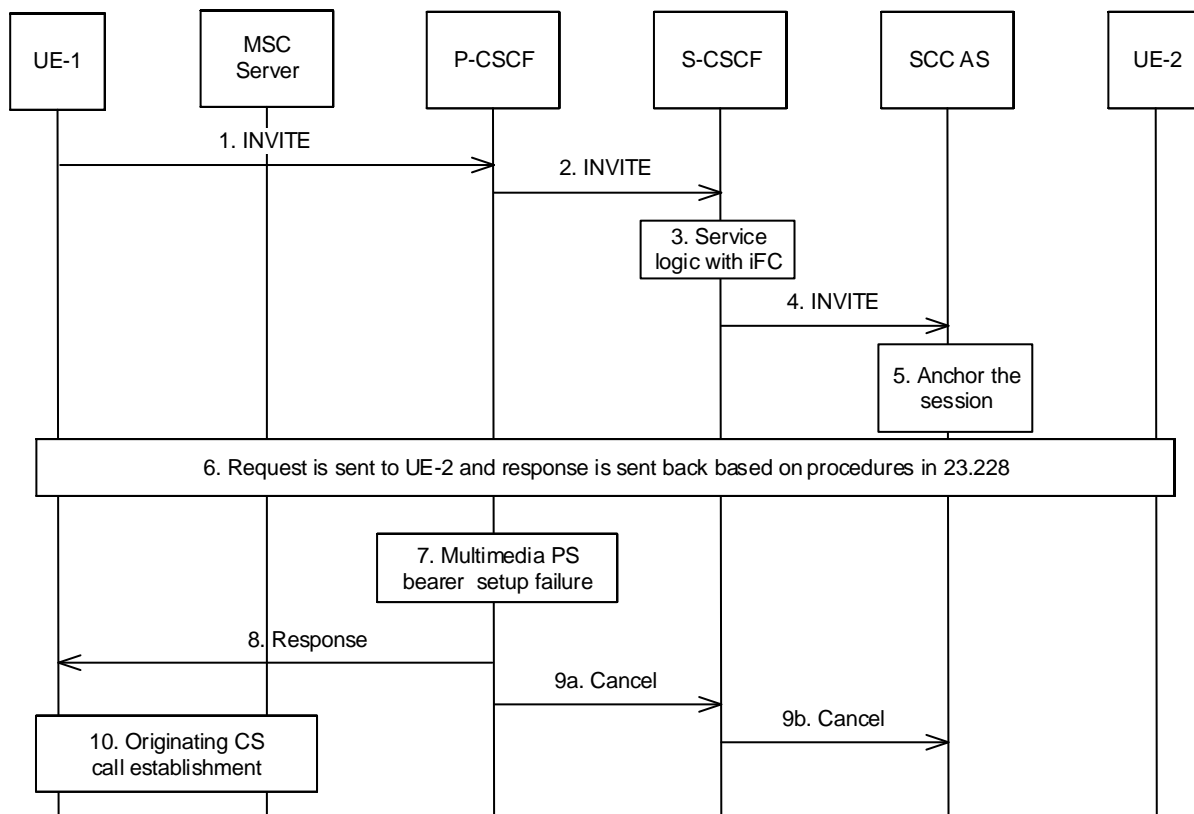 UE-1
MSC
Server
P-CSCF
S-CSCF
SCC AS
UE-2
1. INVITE
2. INVITE
3. Service
logic with iFC
4. INVITE
5. Anchor the
session
6. Request is sent to UE-2 and response is sent back based on procedures in 23.228
7. Multimedia PS
bearer setup failure
8. Response
9a. Cancel
9b. Cancel
10. Originating CS
call establishment